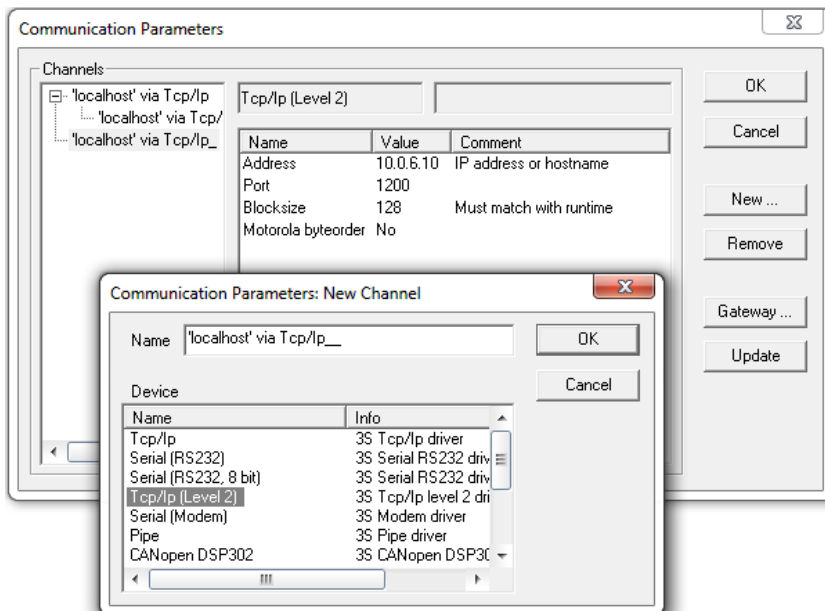 Communication Parameters
Channels
'localhost' via Tcp/Ip
'localhost' via Tcp/
'localhost' via Tcp/Ip_
Tcp/Ip (Level 2)
Name Value Comment
Address 10.0.6.10 IP address or hostname
Port 1200
Blocksize 128 Must match with runtime
Motorola byteorder No
OK
Cancel
New ...
Remove
Gateway ...
Update
Communication Parameters: New Channel
Name 'localhost' via Tcp/Ip__
OK
Cancel
Device
Name Info
Tcp/Ip 3S Tcp/Ip driver
Serial (RS232) 3S Serial RS232 driv
Serial (RS232, 8 bit) 3S Serial RS232 driv
Tcp/Ip (Level 2) 3S Tcp/Ip level 2 dri
Serial (Modem) 3S Modem driver
Pipe 3S Pipe driver
CANopen DSP302 3S CANopen DSP30